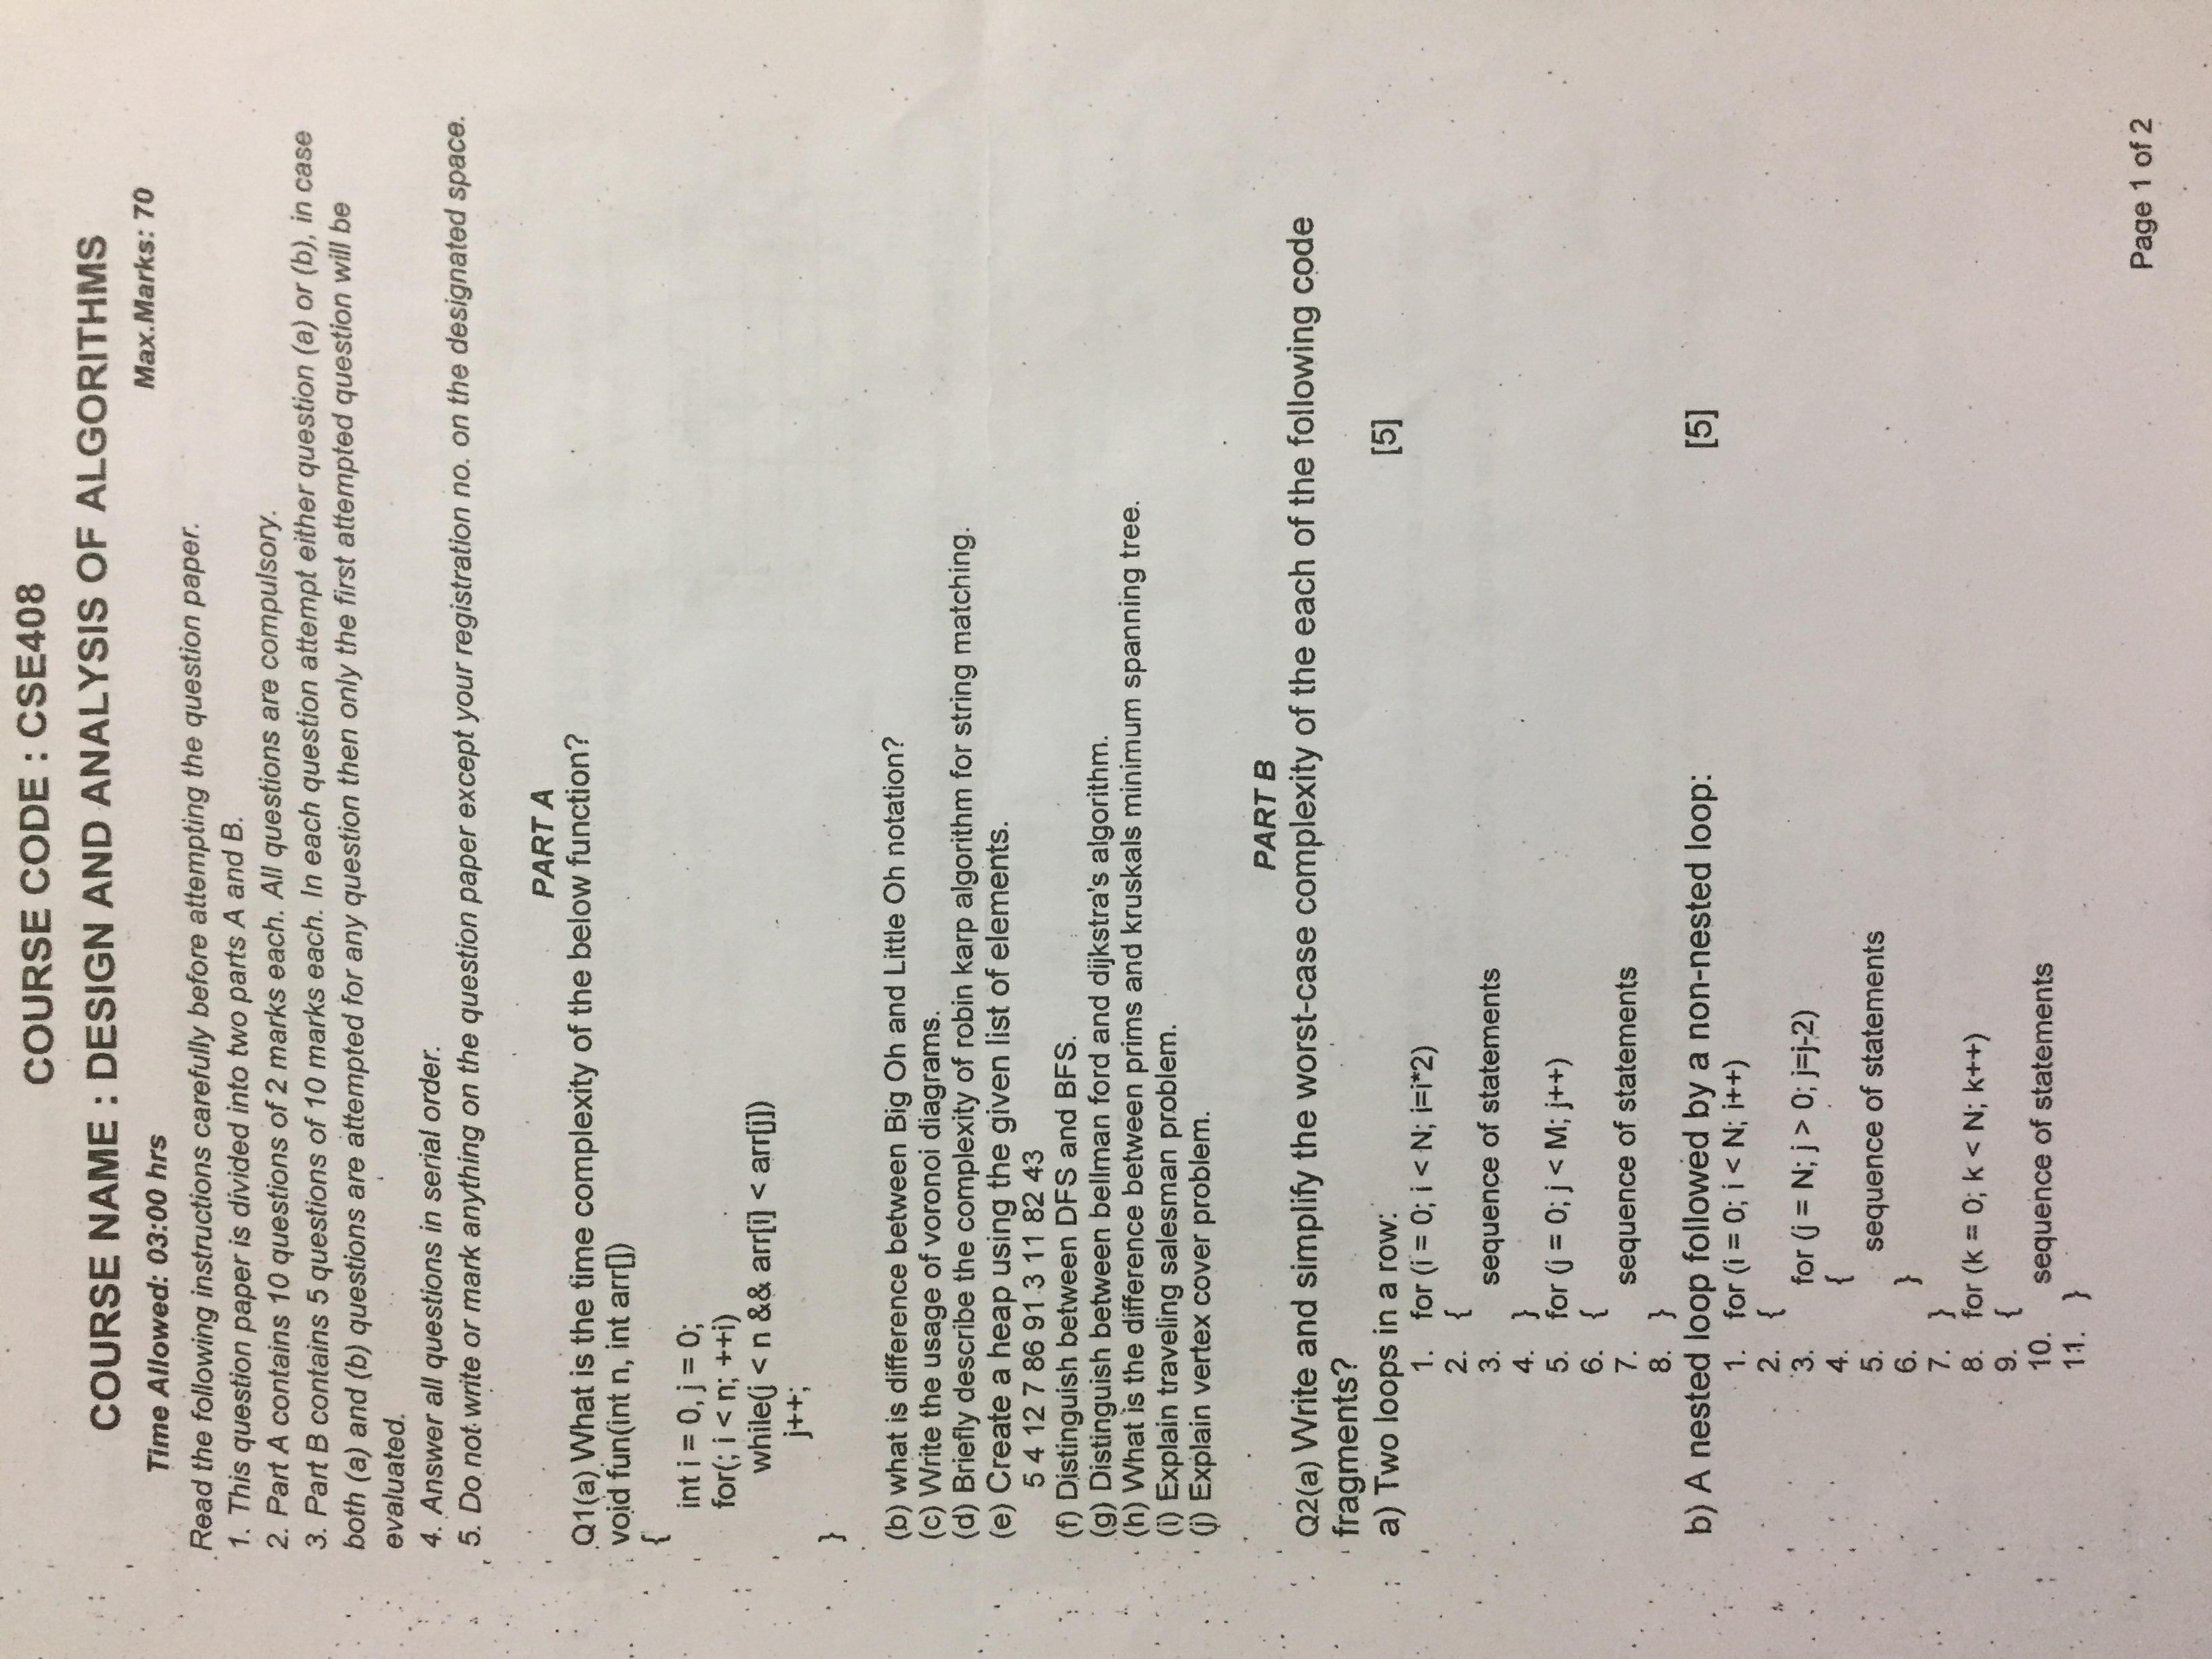 COURSE CODE : CSE408
COURSE NAME : DESIGN AND ANALYSIS OF ALGORITHMS
Time Allowed: 03:00 hrs
Max.Marks: 70
Read the following instructions carefully before attempting the question paper.
1. This question paper is divided into two parts A and B.
2. Part A contains 10 questions of 2 marks each. All questions are compulsory.
3. Part B contains 5 questions of 10 marks each. In each question attempt either question (a) or (b), in case
both (a) and (b) questions are attempted for any question then only the first attempted question will be
evaluated.
4. Answer all questions in serial order.
5. Do not write or mark anything on the question paper except your registration no. on the designated space.
PART A
Q1(a) What is the time complexity of the below function?
void fun(int n, int arr[])
{
int i = 0, j = 0;
for(; i < n; ++i)
while(j < n && arr[i] < arr[j])
j++;
}
(b) what is difference between Big Oh and Little Oh notation?
(c) Write the usage of voronoi diagrams.
(d) Briefly describe the complexity of robin karp algorithm for string matching.
(e) Create a heap using the given list of elements.
5 4 12 7 86 91 3 11 82 43
(f) Distinguish between DFS and BFS.
(g) Distinguish between bellman ford and dijkstra's algorithm.
(h) What is the difference between prims and kruskals minimum spanning tree.
(i) Explain traveling salesman problem.
(j) Explain vertex cover problem.
PART B
Q2(a) Write and simplify the worst-case complexity of the each of the following code
fragments?
a) Two loops in a row: [5]
1. for (i = 0; i < N; i=i*2)
2. {
3. sequence of statements
4. }
5. for (j = 0; j < M; j++)
6. {
7. sequence of statements
8. }
b) A nested loop followed by a non-nested loop: [5]
1. for (i = 0; i < N; i++)
2. {
3. for (j = N; j > 0; j=j-2)
4. {
5. sequence of statements
6. }
7. }
8. for (k = 0; k < N; k++)
9. {
10. sequence of statements
11. }
Page 1 of 2